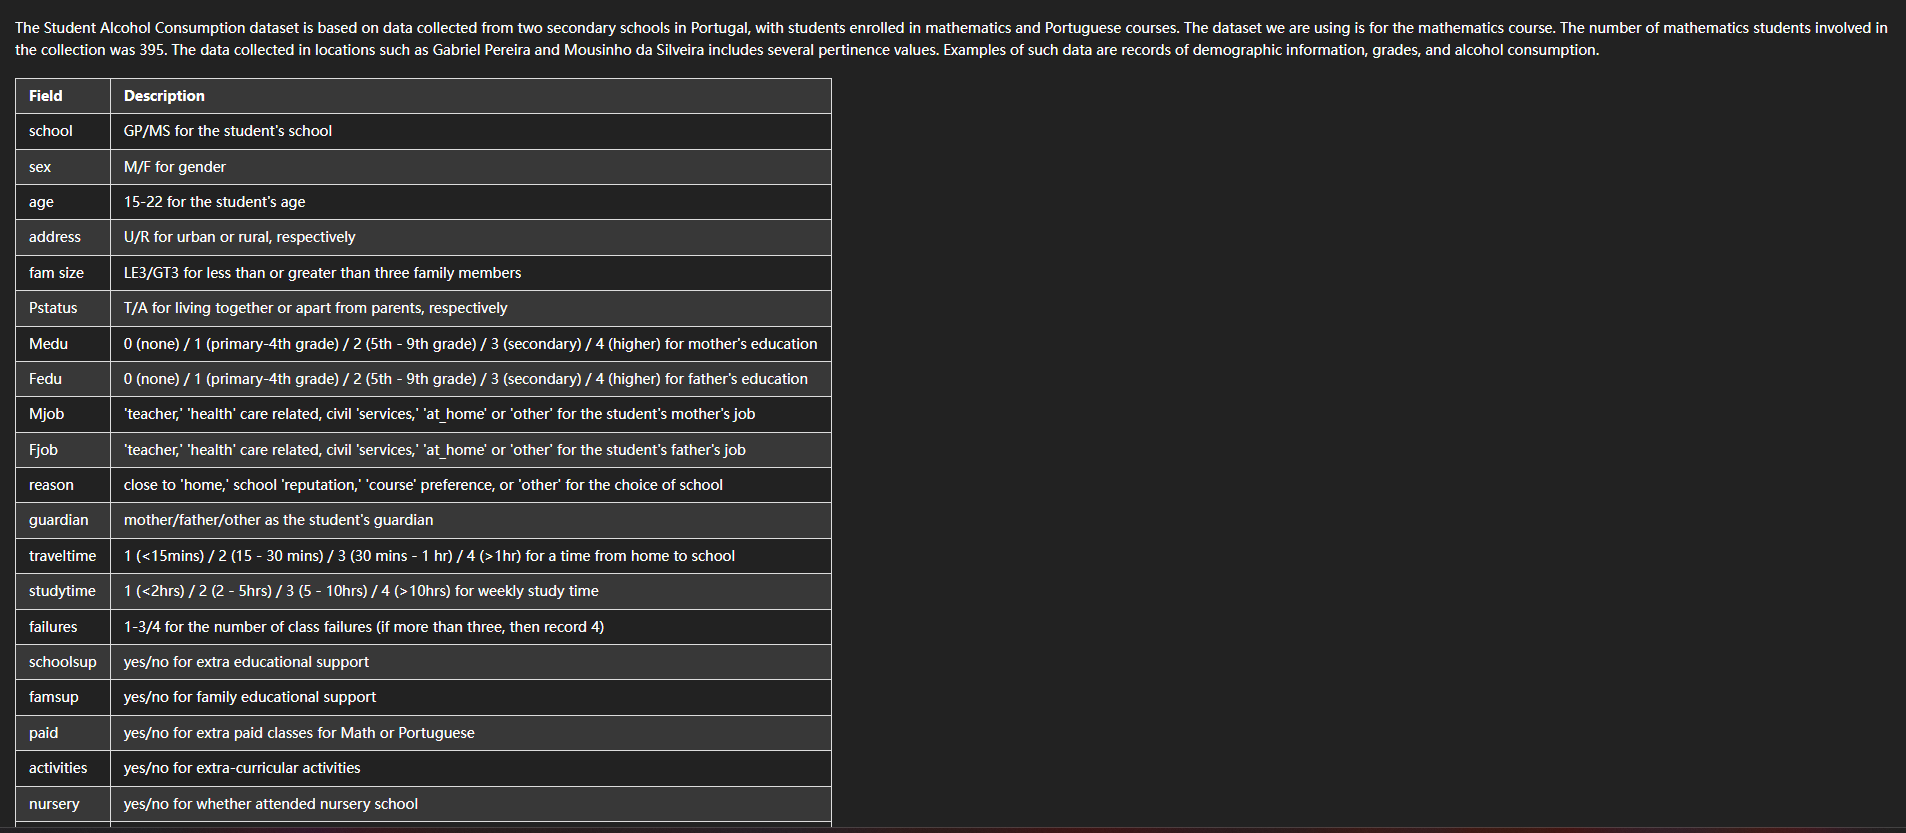 The Student Alcohol Consumption dataset is based on data collected from two secondary schools in Portugal, with students enrolled in mathematics and Portuguese courses. The dataset we are using is for the mathematics course. The number of mathematics students involved in
the collection was 395. The data collected in locations such as Gabriel Pereira and Mousinho da Silveira includes several pertinence values. Examples of such data are records of demographic information, grades, and alcohol consumption.
Field Description
school GP/MS for the student's school
sex M/F for gender
age 15-22 for the student's age
address U/R for urban or rural, respectively
fam size LE3/GT3 for less than or greater than three family members
Pstatus T/A for living together or apart from parents, respectively
Medu 0 (none) / 1 (primary-4th grade) / 2 (5th - 9th grade) / 3 (secondary) / 4 (higher) for mother's education
Fedu 0 (none) / 1 (primary-4th grade) / 2 (5th - 9th grade) / 3 (secondary) / 4 (higher) for father's education
Mjob 'teacher,' 'health' care related, civil 'services,' 'at_home' or 'other' for the student's mother's job
Fjob 'teacher,' 'health' care related, civil 'services,' 'at_home' or 'other' for the student's father's job
reason close to 'home,' school 'reputation,' 'course' preference, or 'other' for the choice of school
guardian mother/father/other as the student's guardian
traveltime 1 (<15mins) / 2 (15 - 30 mins) / 3 (30 mins - 1 hr) / 4 (>1hr) for a time from home to school
studytime 1 (<2hrs) / 2 (2 - 5hrs) / 3 (5 - 10hrs) / 4 (>10hrs) for weekly study time
failures 1-3/4 for the number of class failures (if more than three, then record 4)
schoolsup yes/no for extra educational support
famsup yes/no for family educational support
paid yes/no for extra paid classes for Math or Portuguese
activities yes/no for extra-curricular activities
nursery yes/no for whether attended nursery school